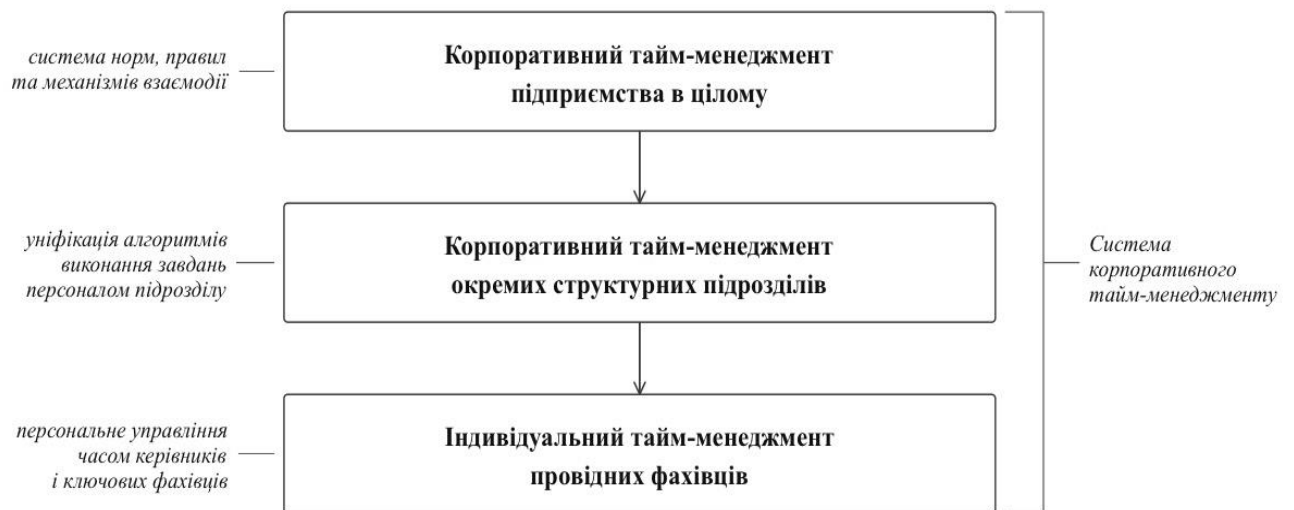 система норм, правил
та механізмів взаємодії
Корпоративний тайм-менеджмент
підприємства в цілому
уніфікація алгоритмів
виконання завдань
персоналом підрозділу
Корпоративний тайм-менеджмент
окремих структурних підрозділів
персональне управління
часом керівників
і ключових фахівців
Індивідуальний тайм-менеджмент
провідних фахівців
Система
корпоративного
тайм-менеджменту